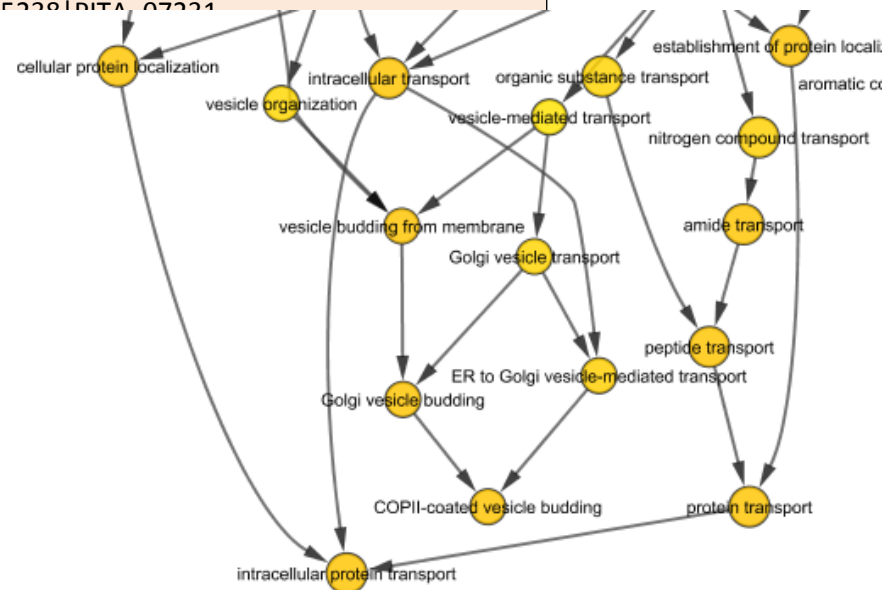 cellular protein localization
intracellular transport
organic substance transport
establishment of protein
aromatic
vesicle organization
vesicle-mediated transport
nitrogen compound transport
vesicle budding from membrane
amide transport
Golgi vesicle transport
peptide transport
ER to Golgi vesicle-mediated transport
Golgi vesicle budding
COPII-coated vesicle budding
protein transport
intracellular protein transport